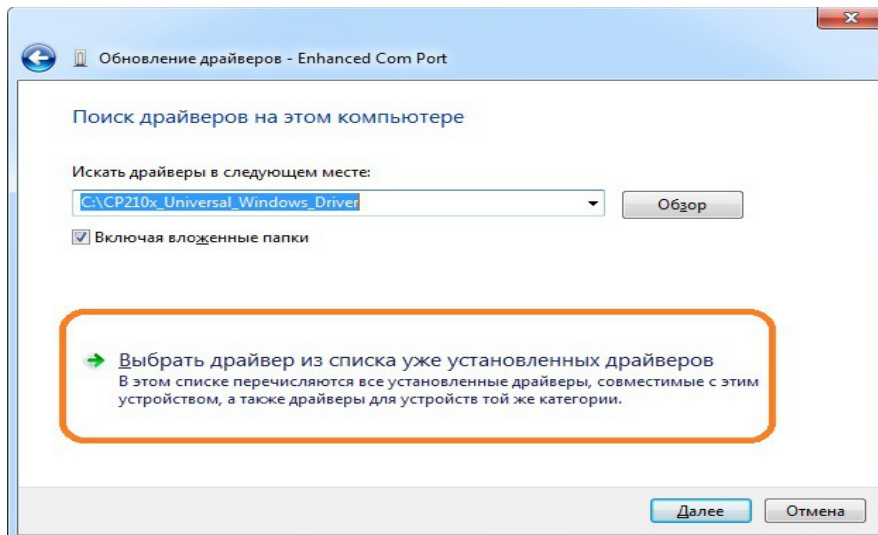 Обновление драйверов - Enhanced Com Port
Поиск драйверов на этом компьютере
Искать драйверы в следующем месте:
C:\CP210x_Universal_Windows_Driver
Обзор
Включая вложенные папки
Выбрать драйвер из списка уже установленных драйверов
В этом списке перечисляются все установленные драйверы, совместимые с этим
устройством, а также драйверы для устройств той же категории.
Далее
Отмена